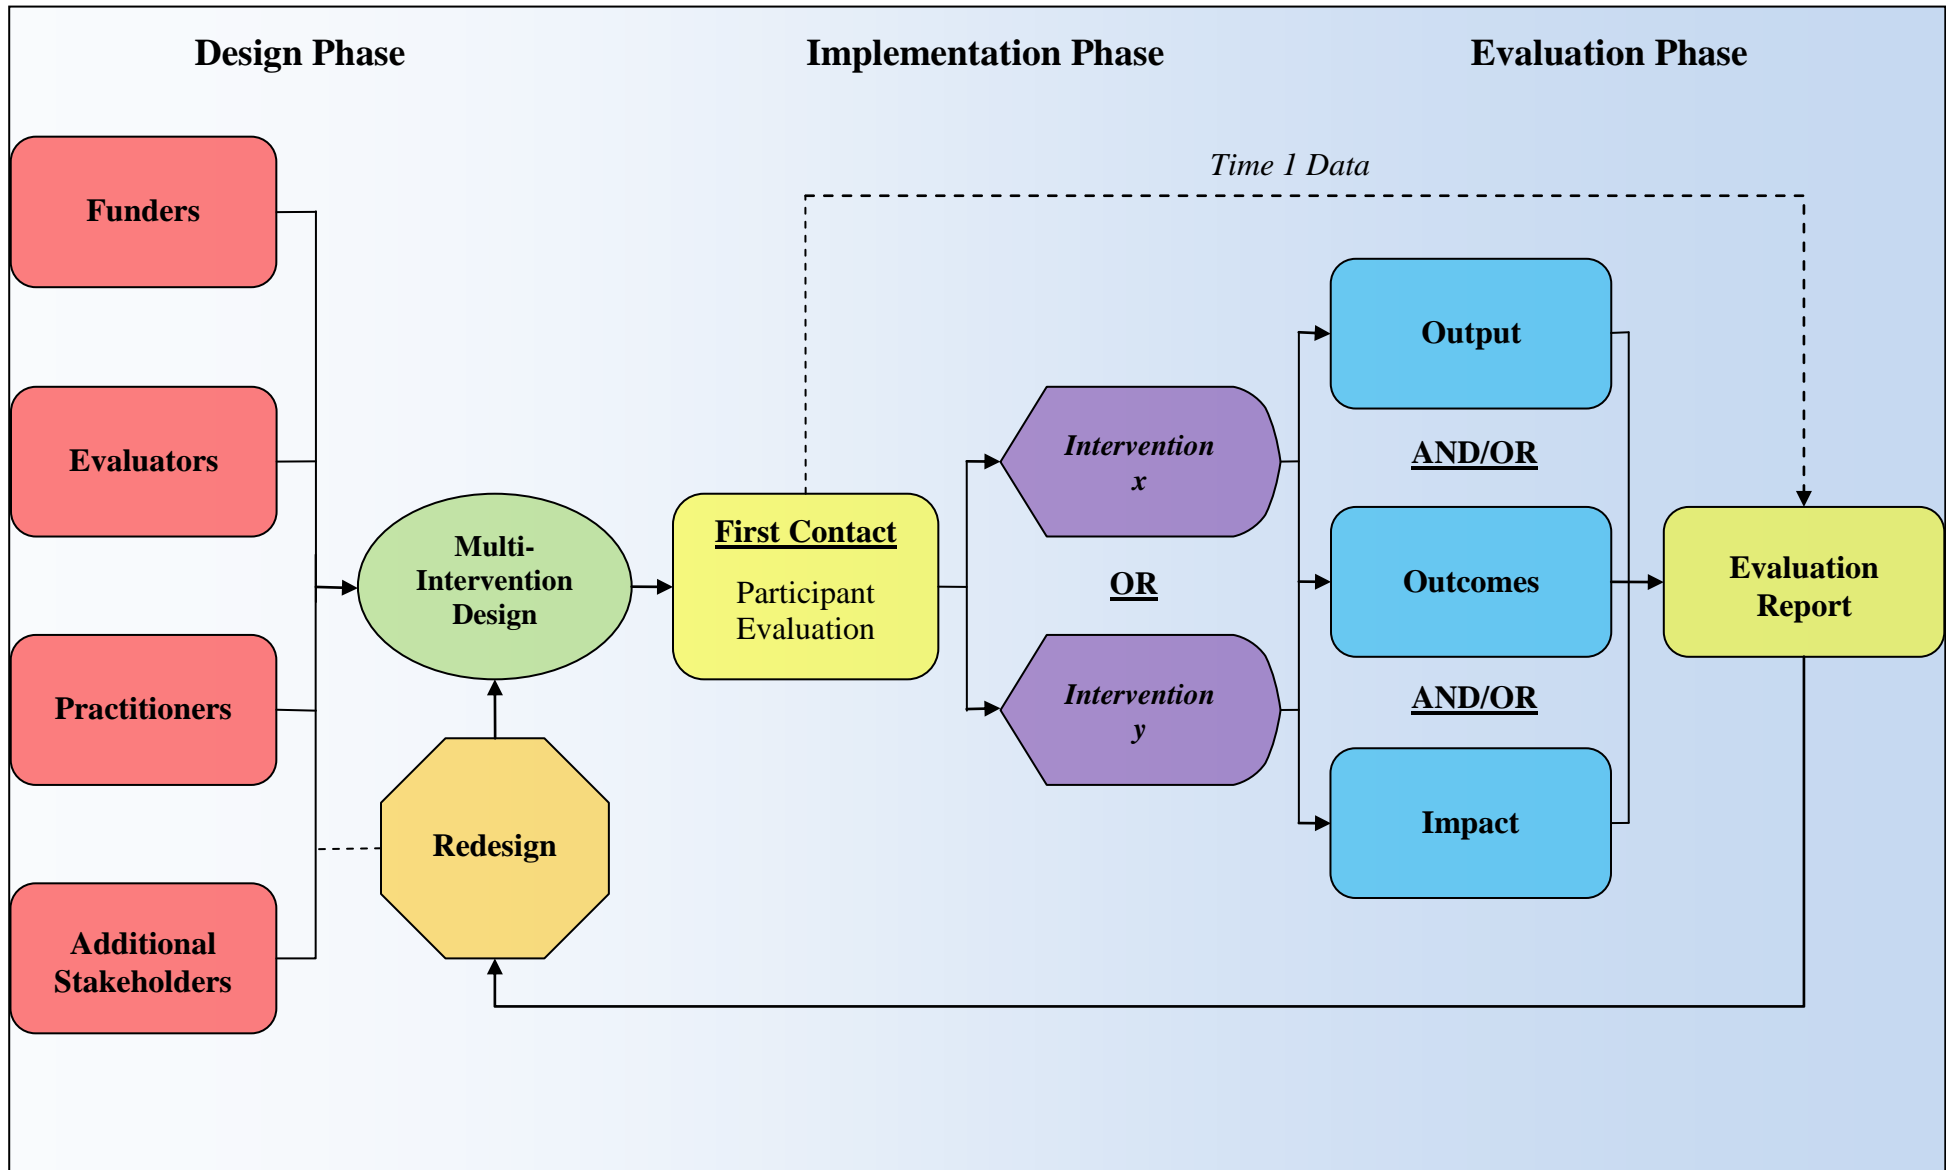 Design Phase
Implementation Phase
Evaluation Phase
Time 1 Data
Funders
Evaluators
Practitioners
Additional
Stakeholders
Multi-
Intervention
Design
Redesign
First Contact
Participant
Evaluation
Intervention
x
OR
Intervention
y
Output
AND/OR
Outcomes
AND/OR
Impact
Evaluation
Report